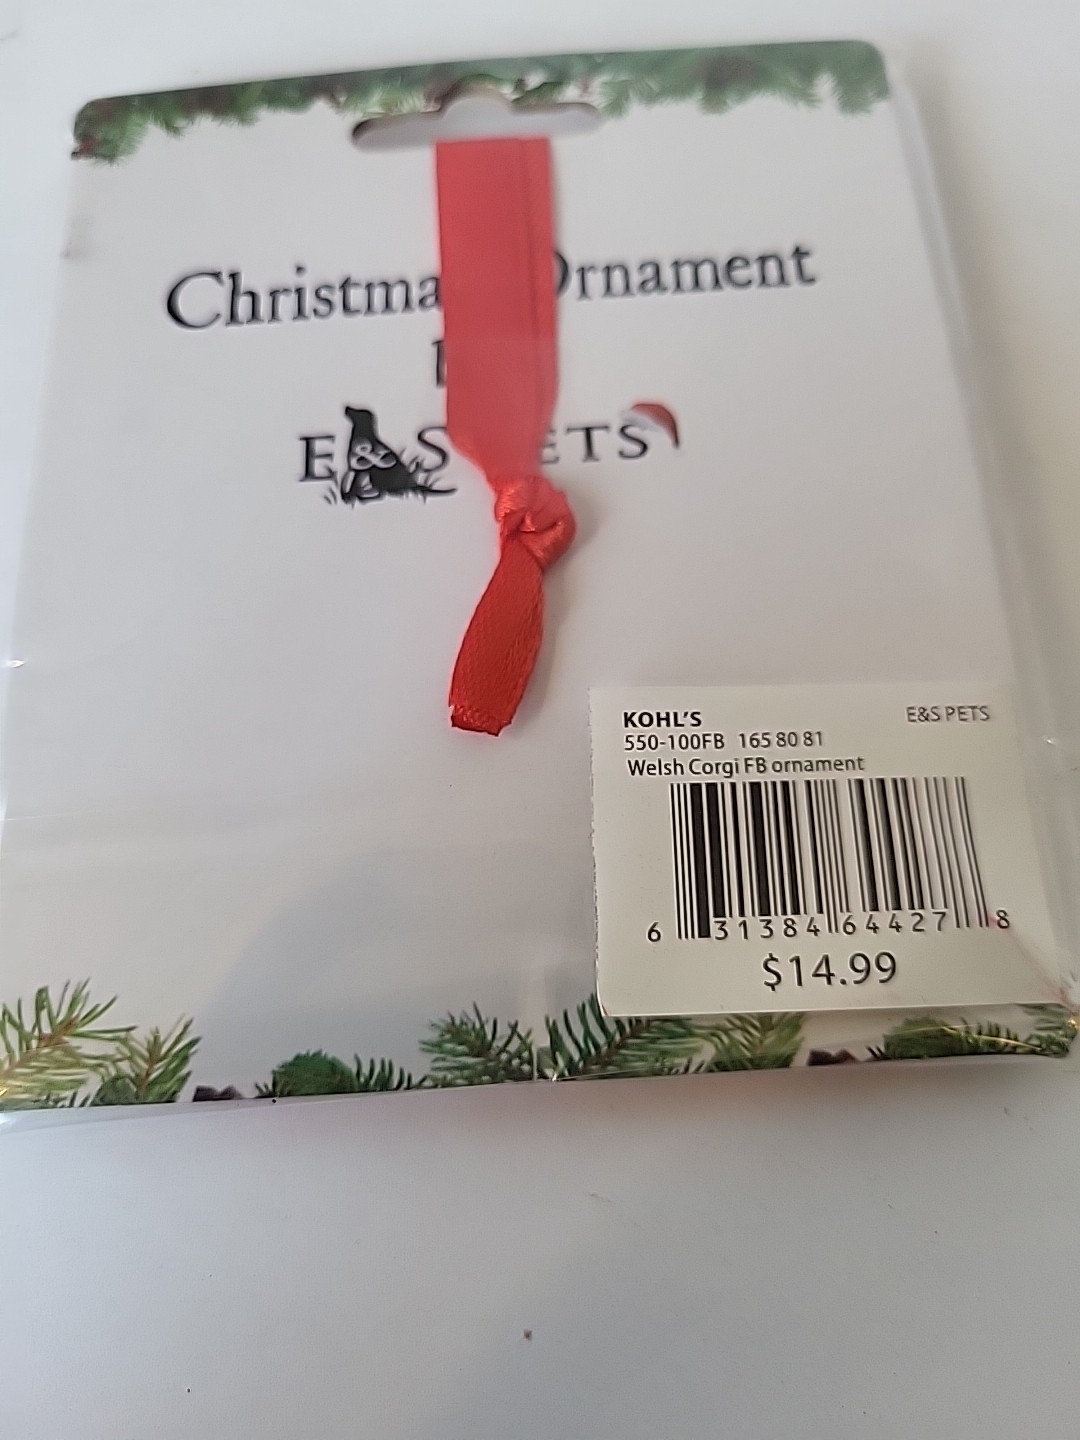 Christma Ornament
E&S ETS
KOHL'S E&S PETS
550-100FB 165 80 81
Welsh Corgi FB ornament
6 31384 64427 8
$14.99